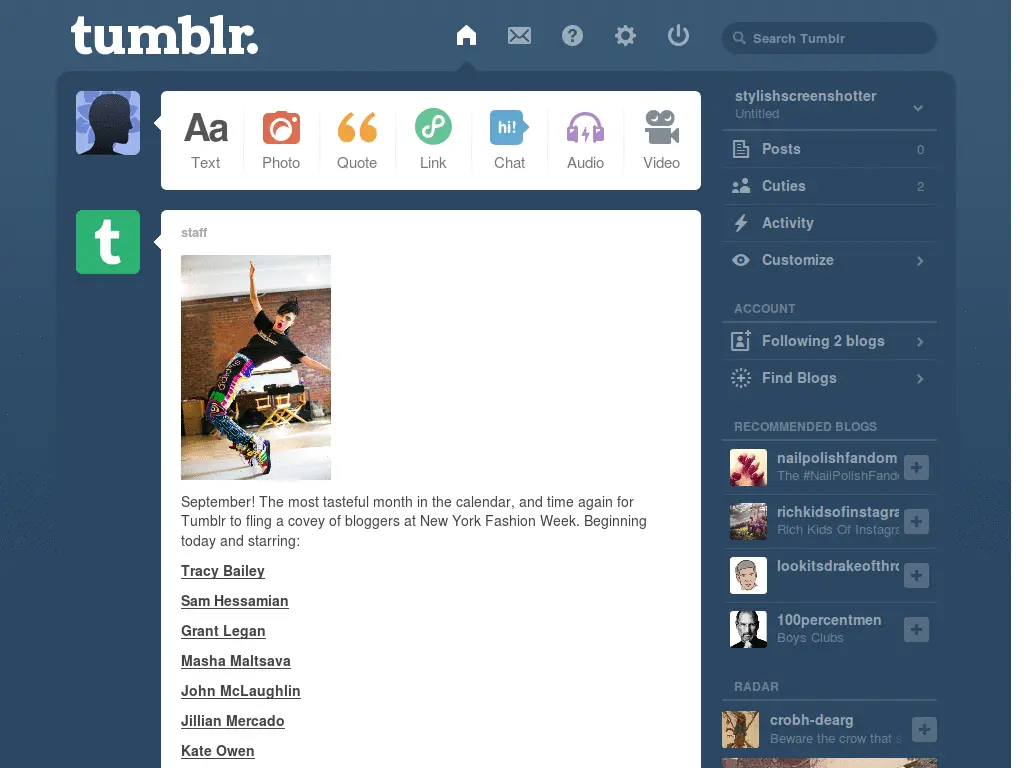 tumblr.
Search Tumblr
Aa
hi!
Text
Photo
Quote
Link
Chat
Audio
Video
t
staff
September! The most tasteful month in the calendar, and time again for
Tumblr to fling a covey of bloggers at New York Fashion Week. Beginning
today and starring:
Tracy Bailey
Sam Hessamian
Grant Legan
Masha Maltsava
John McLaughlin
Jillian Mercado
Kate Owen
stylishscreenshotter
Untitled
Posts 0
Cuties 2
Activity
Customize
ACCOUNT
Following 2 blogs
Find Blogs
RECOMMENDED BLOGS
nailpolishfandom
The #NailPolishFand
richkidsofinstagra
Rich Kids Of Instagra
lookitsdrakeofthro
100percentmen
Boys Clubs
RADAR
crobh-dearg
Beware the crow that s